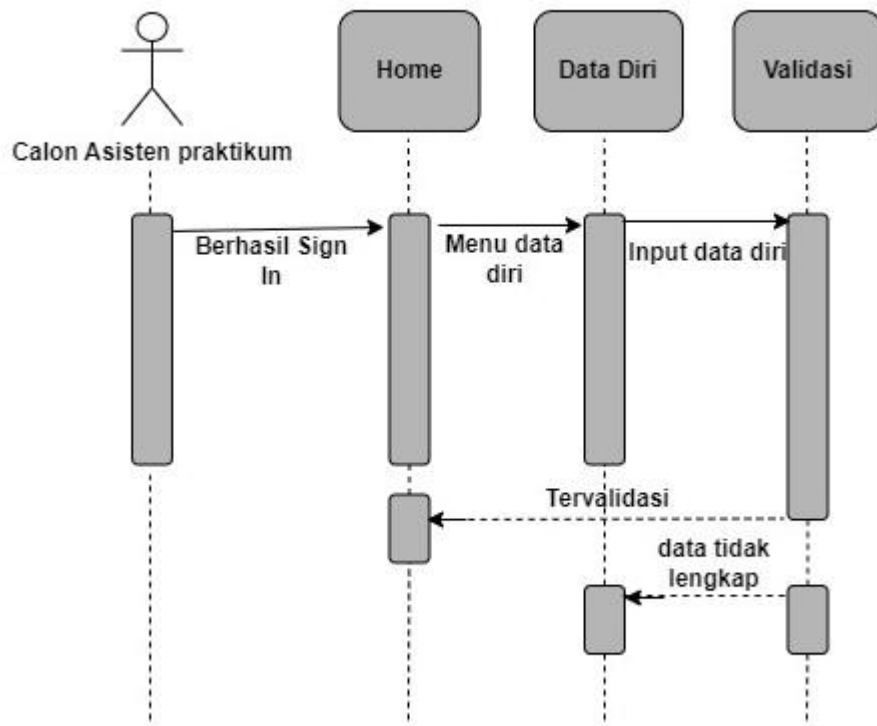 Home
Data Diri
Validasi
Calon Asisten praktikum
Berhasil Sign
In
Menu data
diri
Input data diri
Tervalidasi
data tidak
lengkap